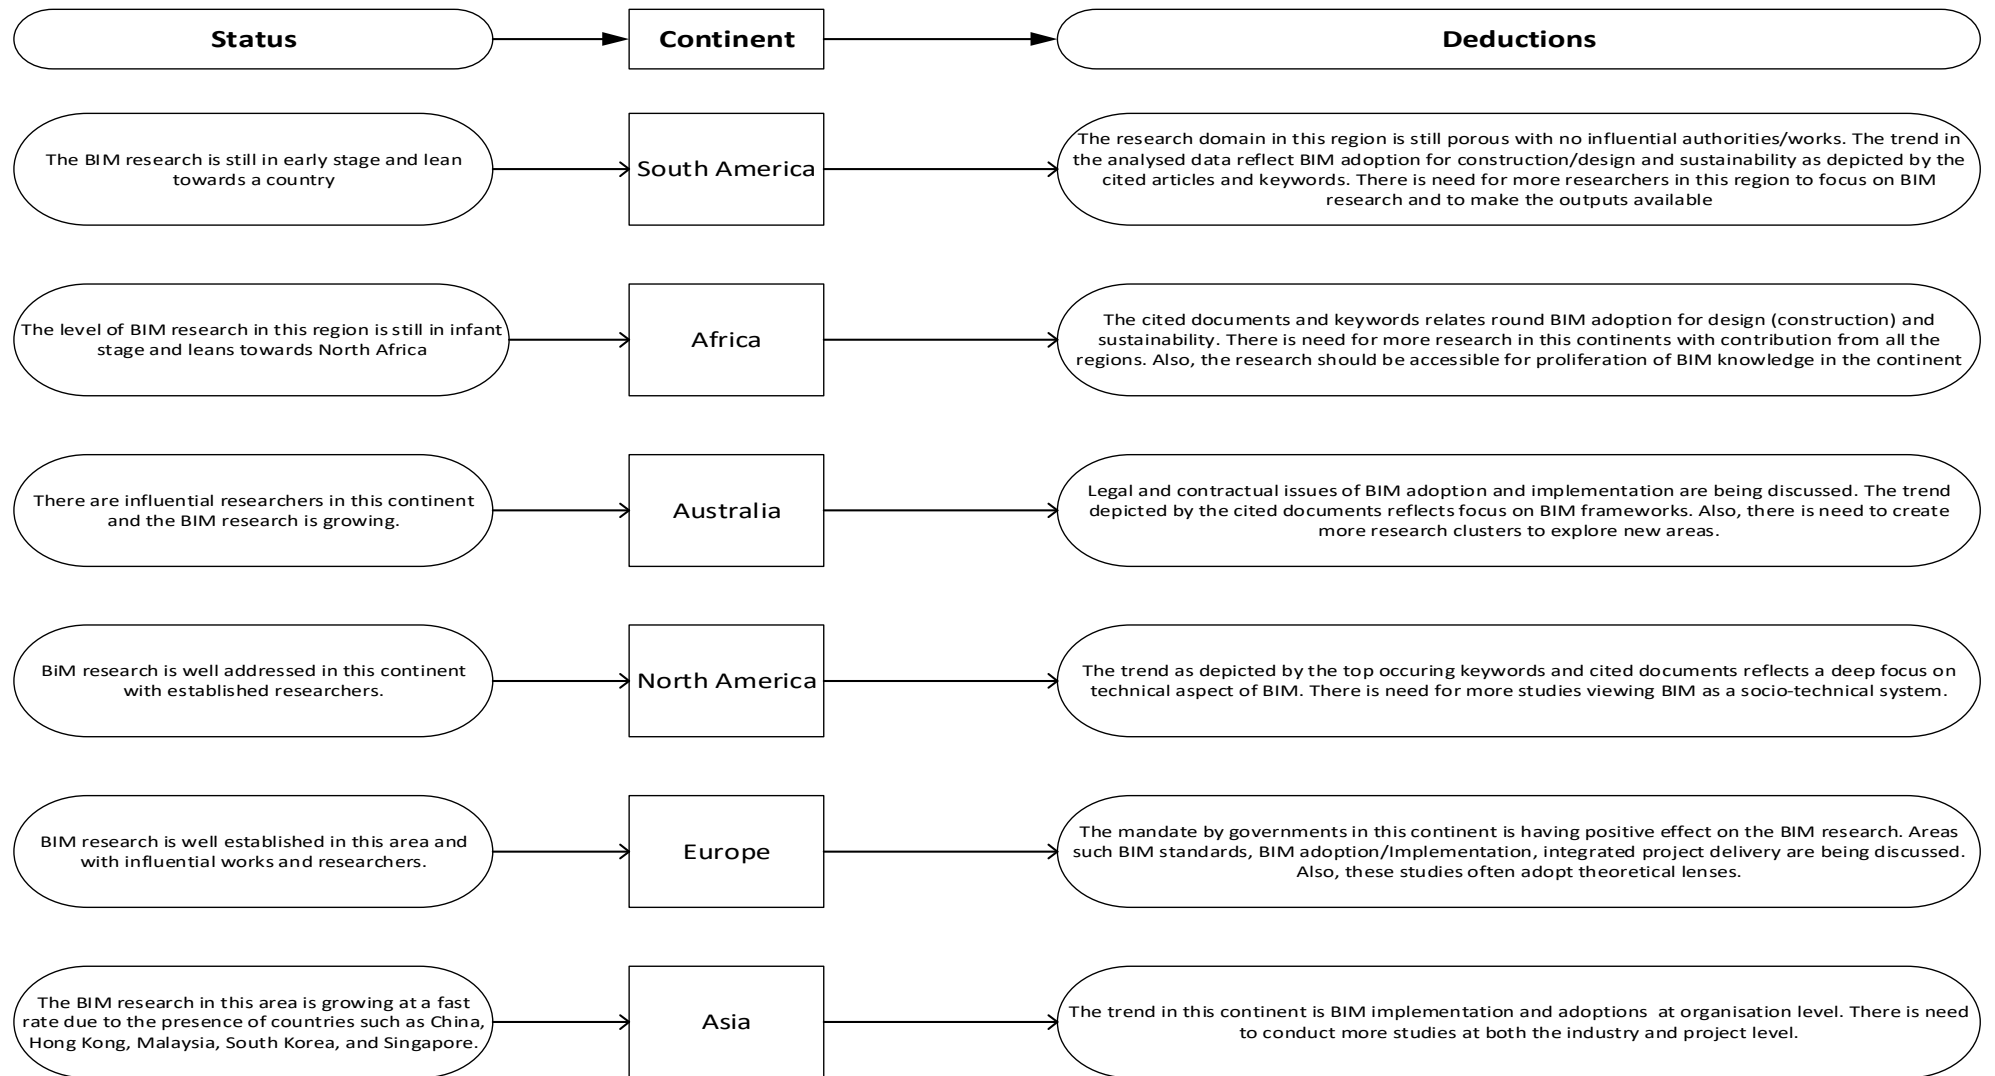 Status
Continent
Deductions
The BIM research is still in early stage and lean
towards a country
South America
The research domain in this region is still porous with no influential authorities/works. The trend in
the analysed data reflect BIM adoption for construction/design and sustainability as depicted by the
cited articles and keywords. There is need for more researchers in this region to focus on BIM
research and to make the outputs available
The level of BIM research in this region is still in infant
stage and leans towards North Africa
Africa
The cited documents and keywords relates round BIM adoption for design (construction) and
sustainability. There is need for more research in this continents with contribution from all the
regions. Also, the research should be accessible for proliferation of BIM knowledge in the continent
There are influential researchers in this continent
and the BIM research is growing.
Australia
Legal and contractual issues of BIM adoption and implementation are being discussed. The trend
depicted by the cited documents reflects focus on BIM frameworks. Also, there is need to create
more research clusters to explore new areas.
BiM research is well addressed in this continent
with established researchers.
North America
The trend as depicted by the top occuring keywords and cited documents reflects a deep focus on
technical aspect of BIM. There is need for more studies viewing BIM as a socio-technical system.
BIM research is well established in this area and
with influential works and researchers.
Europe
The mandate by governments in this continent is having positive effect on the BIM research. Areas
such BIM standards, BIM adoption/Implementation, integrated project delivery are being discussed.
Also, these studies often adopt theoretical lenses.
The BIM research in this area is growing at a fast
rate due to the presence of countries such as China,
Hong Kong, Malaysia, South Korea, and Singapore.
Asia
The trend in this continent is BIM implementation and adoptions at organisation level. There is need
to conduct more studies at both the industry and project level.